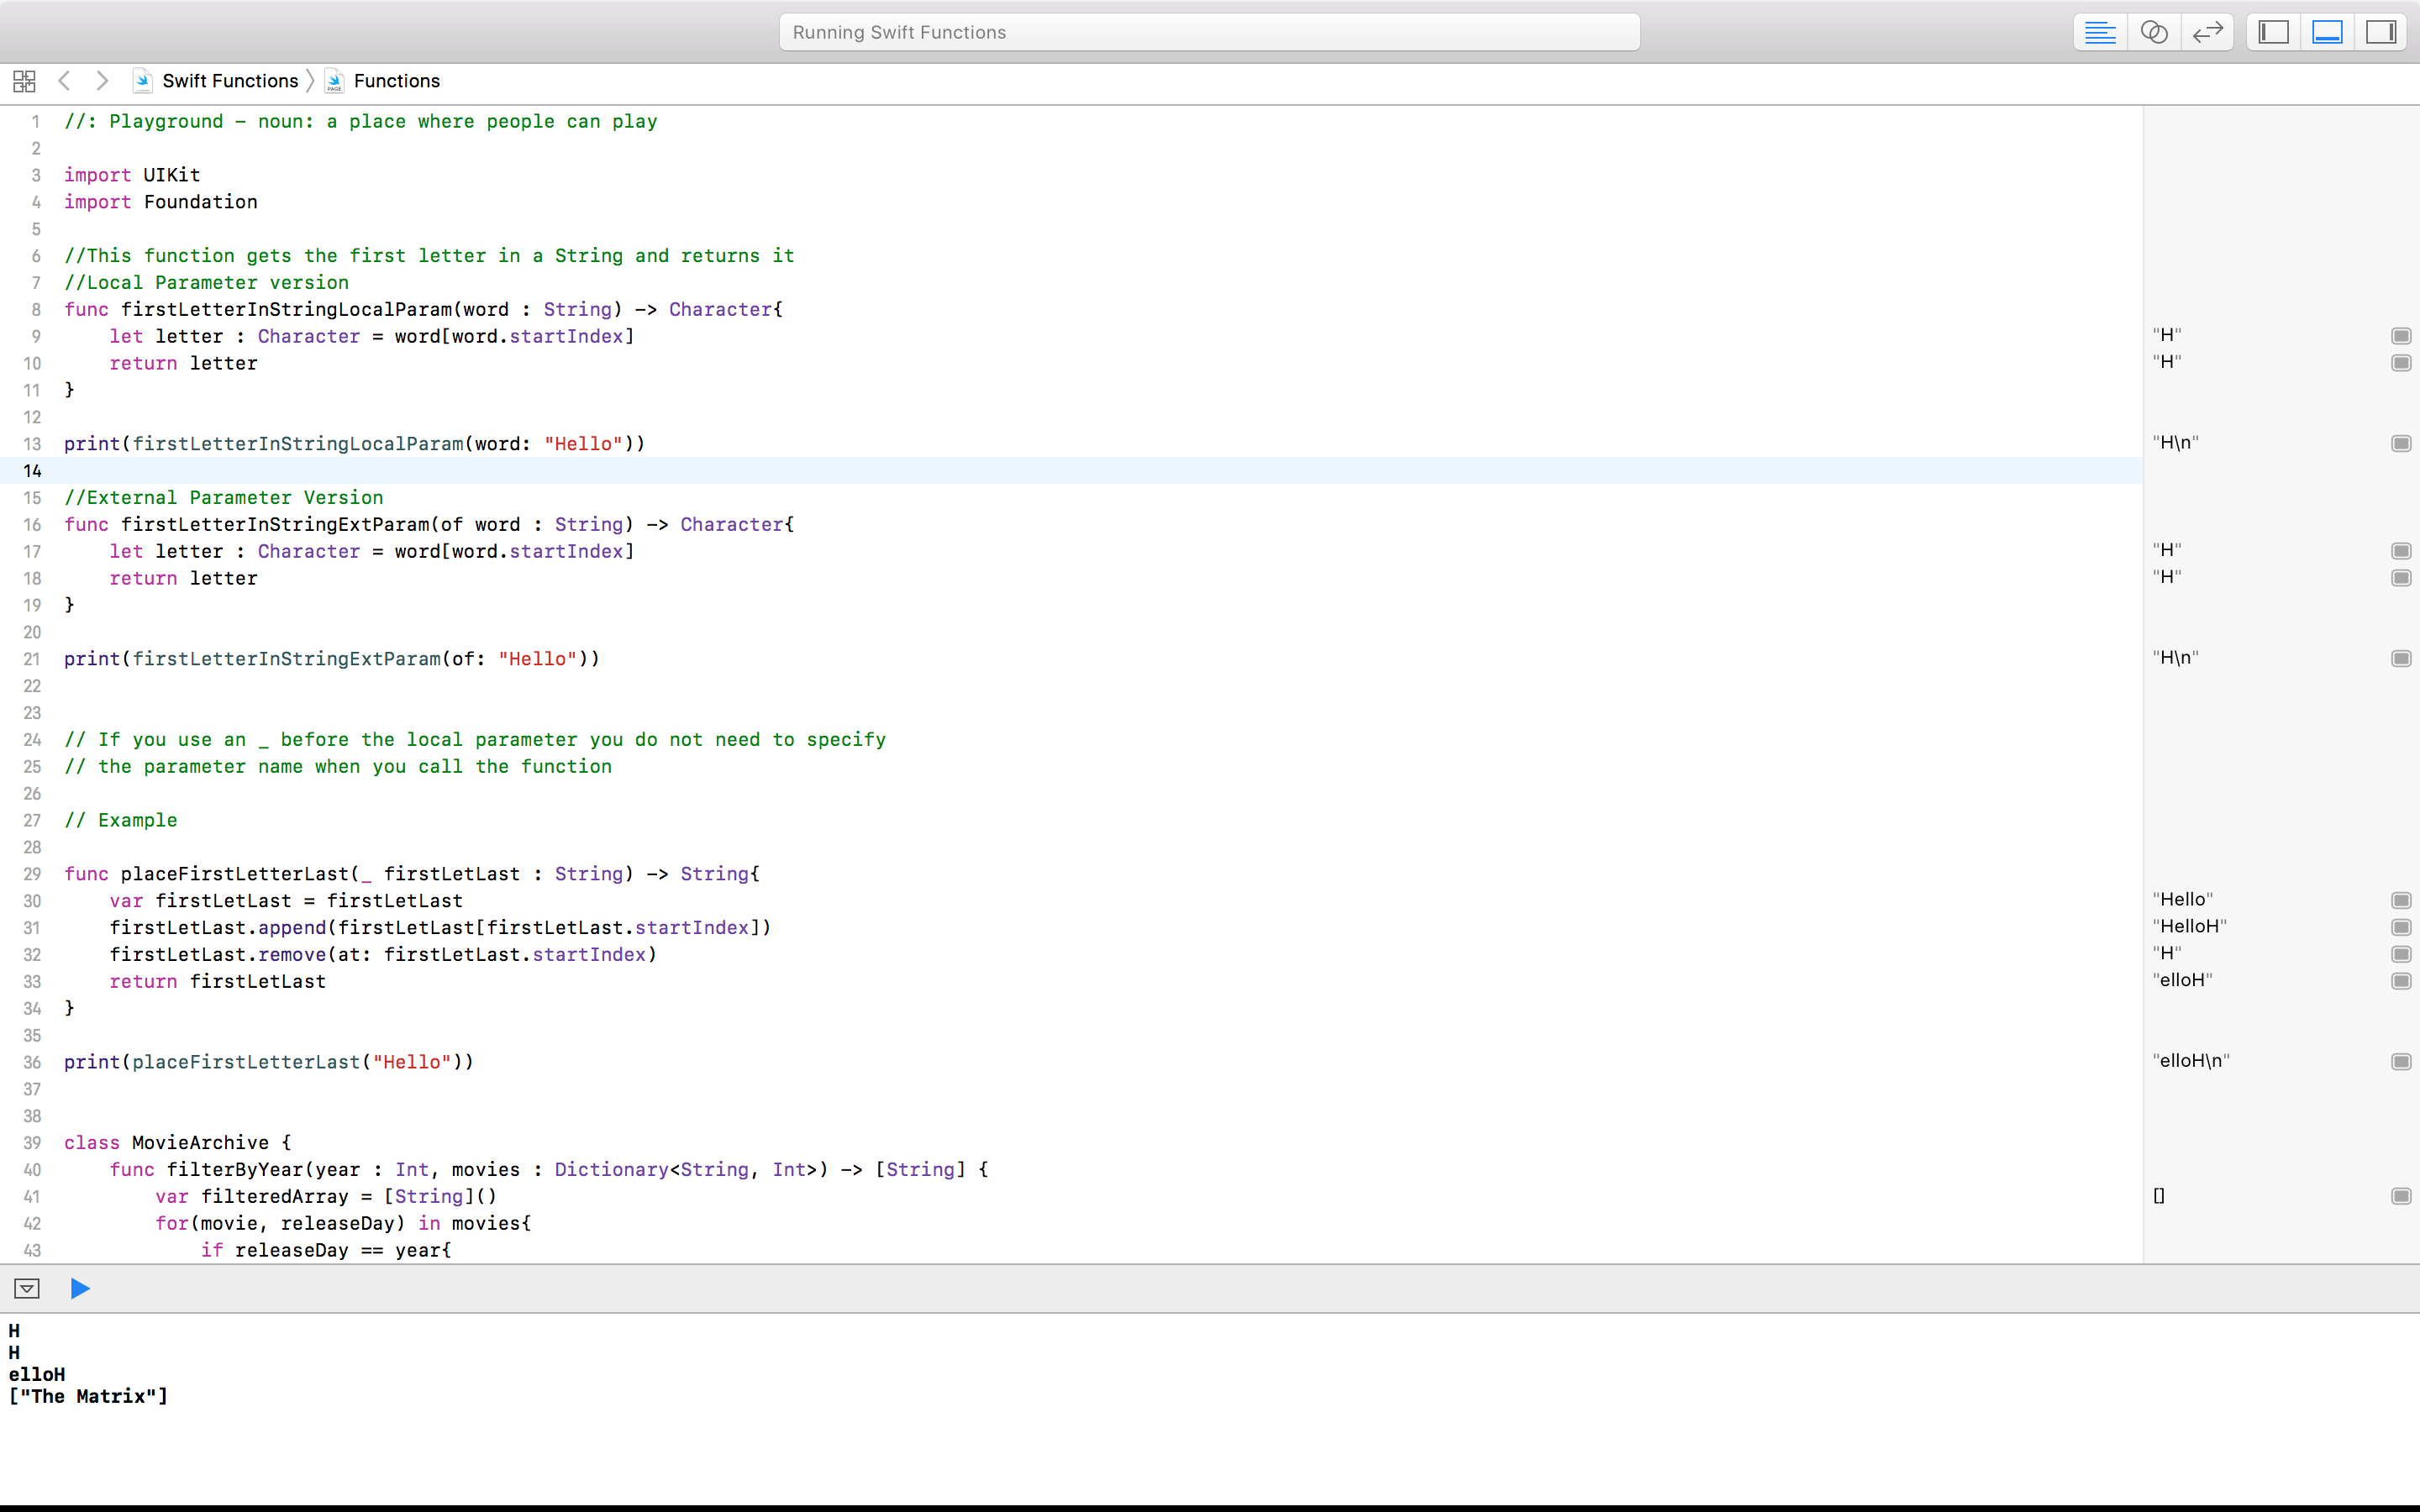 Running Swift Functions
Swift Functions Functions
1 //: Playground - noun: a place where people can play
2
3 import UIKit
4 import Foundation
5
6 //This function gets the first letter in a String and returns it
7 //Local Parameter version
8 func firstLetterInStringLocalParam(word : String) -> Character{
9     let letter : Character = word[word.startIndex] "H"
10     return letter "H"
11 }
12
13 print(firstLetterInStringLocalParam(word: "Hello")) "H\n"
14
15 //External Parameter Version
16 func firstLetterInStringExtParam(of word : String) -> Character{
17     let letter : Character = word[word.startIndex] "H"
18     return letter "H"
19 }
20
21 print(firstLetterInStringExtParam(of: "Hello")) "H\n"
22
23
24 // If you use an _ before the local parameter you do not need to specify
25 // the parameter name when you call the function
26
27 // Example
28
29 func placeFirstLetterLast(_ firstLetLast : String) -> String{
30     var firstLetLast = firstLetLast "Hello"
31     firstLetLast.append(firstLetLast[firstLetLast.startIndex]) "HelloH"
32     firstLetLast.remove(at: firstLetLast.startIndex) "H"
33     return firstLetLast "elloH"
34 }
35
36 print(placeFirstLetterLast("Hello")) "elloH\n"
37
38
39 class MovieArchive {
40     func filterByYear(year : Int, movies : Dictionary<String, Int>) -> [String] {
41         var filteredArray = [String]() []
42         for(movie, releaseDay) in movies{
43             if releaseDay == year{
H
H
elloH
["The Matrix"]